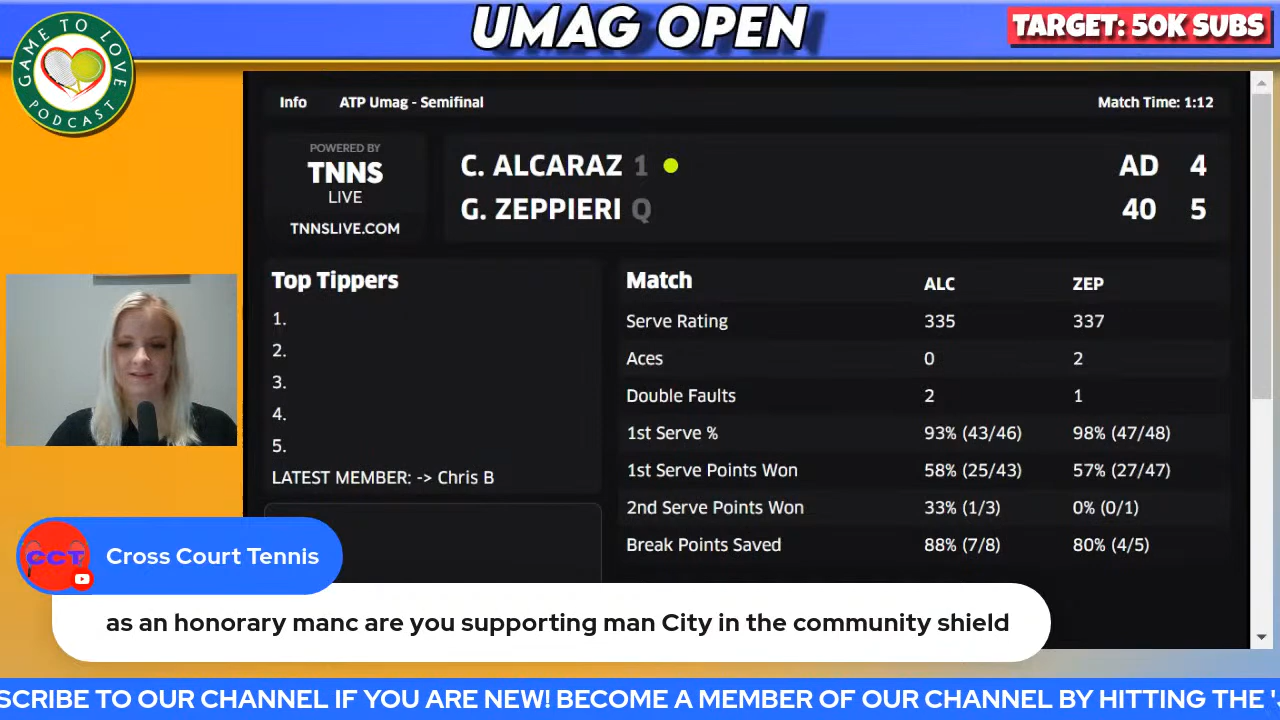 UMAG OPEN
TARGET: 50K SUBS
GAME TO LOVE
PODCAST
Info ATP Umag - Semifinal Match Time: 1:12
POWERED BY
TNNS
LIVE
TNNSLIVE.COM
C. ALCARAZ 1 AD 4
G. ZEPPIERI Q 40 5
Top Tippers
1.
2.
3.
4.
5.
LATEST MEMBER: -> Chris B
Match ALC ZEP
Serve Rating 335 337
Aces 0 2
Double Faults 2 1
1st Serve % 93% (43/46) 98% (47/48)
1st Serve Points Won 58% (25/43) 57% (27/47)
2nd Serve Points Won 33% (1/3) 0% (0/1)
Break Points Saved 88% (7/8) 80% (4/5)
CCT
Cross Court Tennis
as an honorary manc are you supporting man City in the community shield
SCRIBE TO OUR CHANNEL IF YOU ARE NEW! BECOME A MEMBER OF OUR CHANNEL BY HITTING THE '